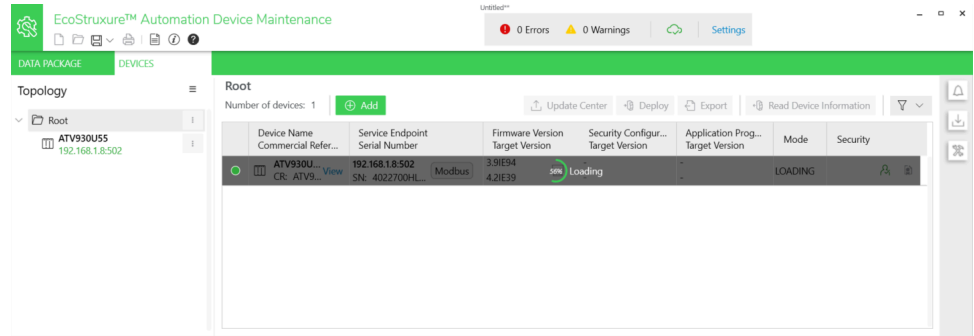 Untitled**
EcoStruxure™ Automation Device Maintenance
0 Errors
0 Warnings
Settings
DATA PACKAGE
DEVICES
Topology
Root
ATV930U55
192.168.1.8:502
Root
Number of devices: 1
Add
Update Center
Deploy
Export
Read Device Information
Device Name
Commercial Refer...
Service Endpoint
Serial Number
Firmware Version
Target Version
Security Configur...
Target Version
Application Prog...
Target Version
Mode
Security
ATV930U...
CR: ATV9...
View
192.168.1.8:502
SN: 4022700HL...
Modbus
3.9IE94
4.2IE39
56%
Loading
-
-
-
LOADING